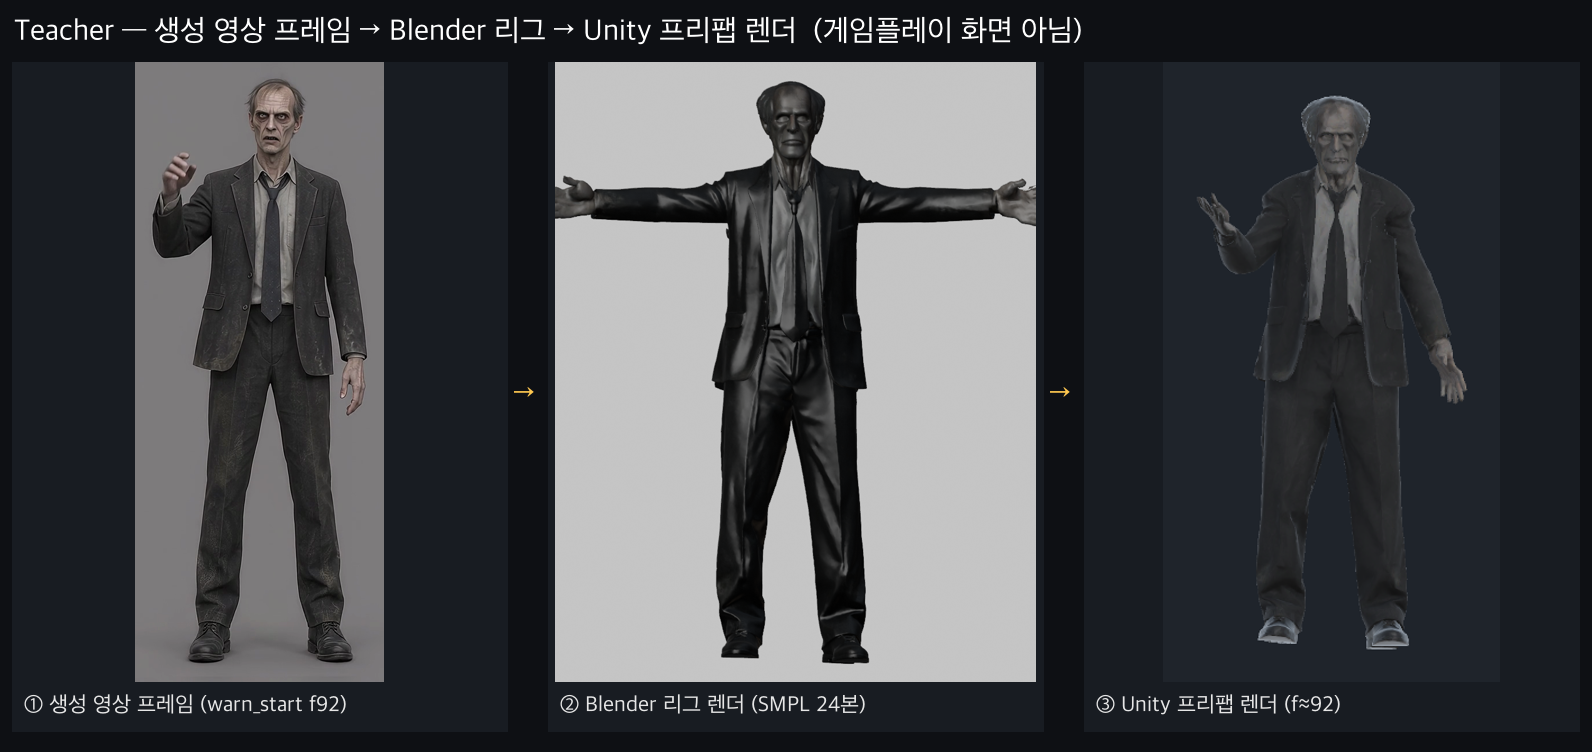 Teacher — 생성 영상 프레임 → Blender 리그 → Unity 프리팹 렌더 (게임플레이 화면 아님)
→
→
① 생성 영상 프레임 (warn_start f92)
② Blender 리그 렌더 (SMPL 24본)
③ Unity 프리팹 렌더 (f≈92)